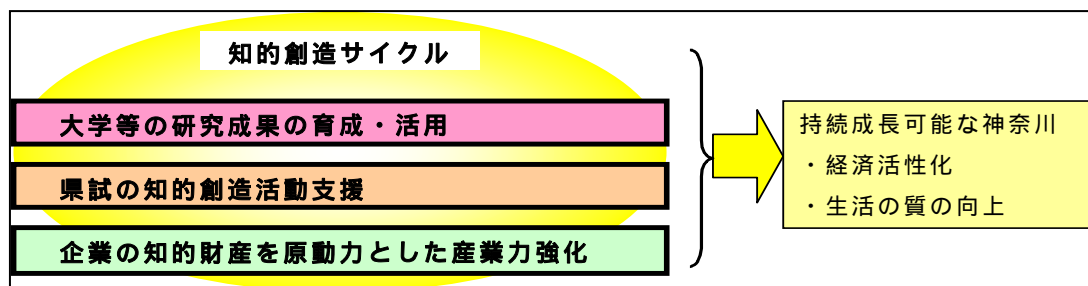 知的創造サイクル
大学等の研究成果の育成・活用
県試の知的創造活動支援
企業の知的財産を原動力とした産業力強化
持続成長可能な神奈川
・経済活性化
・生活の質の向上